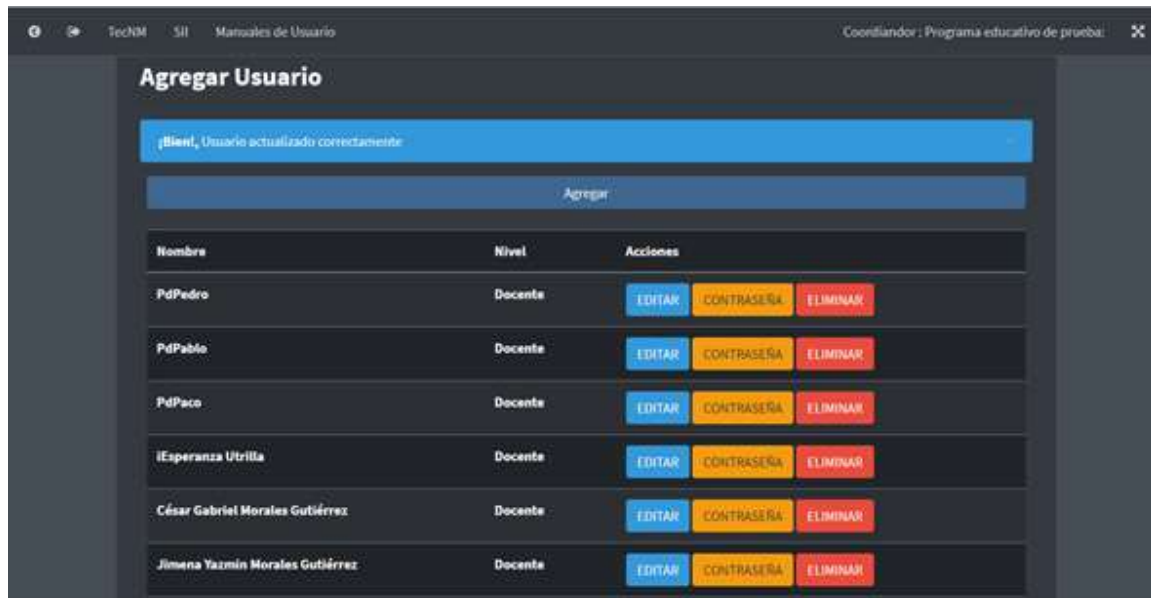 TecNM SII Manuales de Usuario Coordiandor : Programa educativo de prueba:
Agregar Usuario
¡Bien!, Usuario actualizado correctamente
Agregar
Nombre Nivel Acciones
PdPedro Docente EDITAR CONTRASEÑA ELIMINAR
PdPablo Docente EDITAR CONTRASEÑA ELIMINAR
PdPaco Docente EDITAR CONTRASEÑA ELIMINAR
iEsperanza Utrilla Docente EDITAR CONTRASEÑA ELIMINAR
César Gabriel Morales Gutiérrez Docente EDITAR CONTRASEÑA ELIMINAR
Jimena Yazmin Morales Gutiérrez Docente EDITAR CONTRASEÑA ELIMINAR